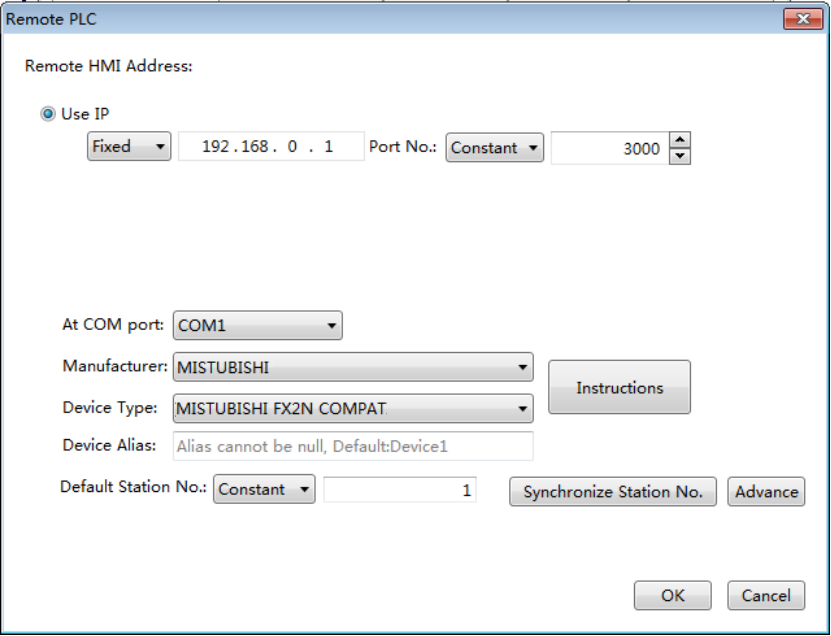 Remote PLC
Remote HMI Address:
Use IP
Fixed 192.168. 0 . 1 Port No.: Constant 3000
At COM port: COM1
Manufacturer: MISTUBISHI
Instructions
Device Type: MISTUBISHI FX2N COMPAT
Device Alias: Alias cannot be null, Default:Device1
Default Station No.: Constant 1 Synchronize Station No. Advance
OK Cancel